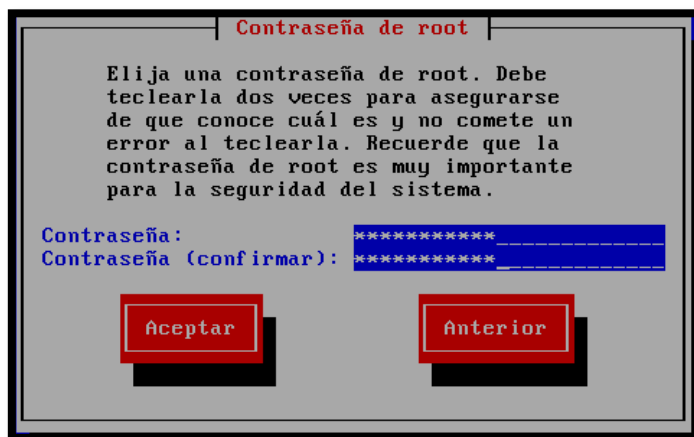 Contraseña de root
Elija una contraseña de root. Debe
teclearla dos veces para asegurarse
de que conoce cuál es y no comete un
error al teclearla. Recuerde que la
contraseña de root es muy importante
para la seguridad del sistema.
Contraseña: ***********_____________
Contraseña (confirmar): ***********_____________
Aceptar Anterior